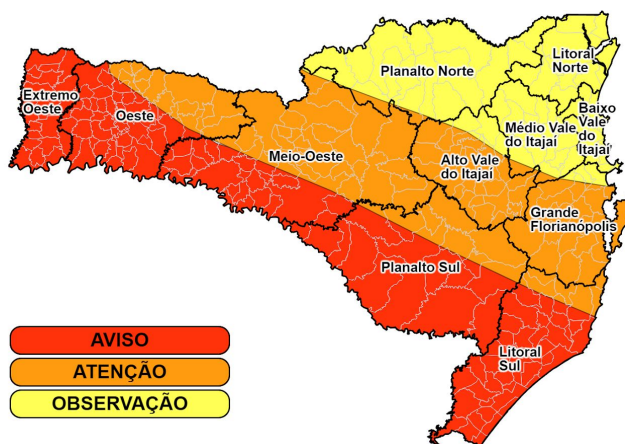 Planalto Norte
Litoral
Norte
Extremo
Oeste
Oeste
Médio Vale
do Itajaí
Baixo
Vale
do
Itajaí
Meio-Oeste
Alto Vale
do Itajaí
Grande
Florianópolis
Planalto Sul
Litoral
Sul
AVISO
ATENÇÃO
OBSERVAÇÃO